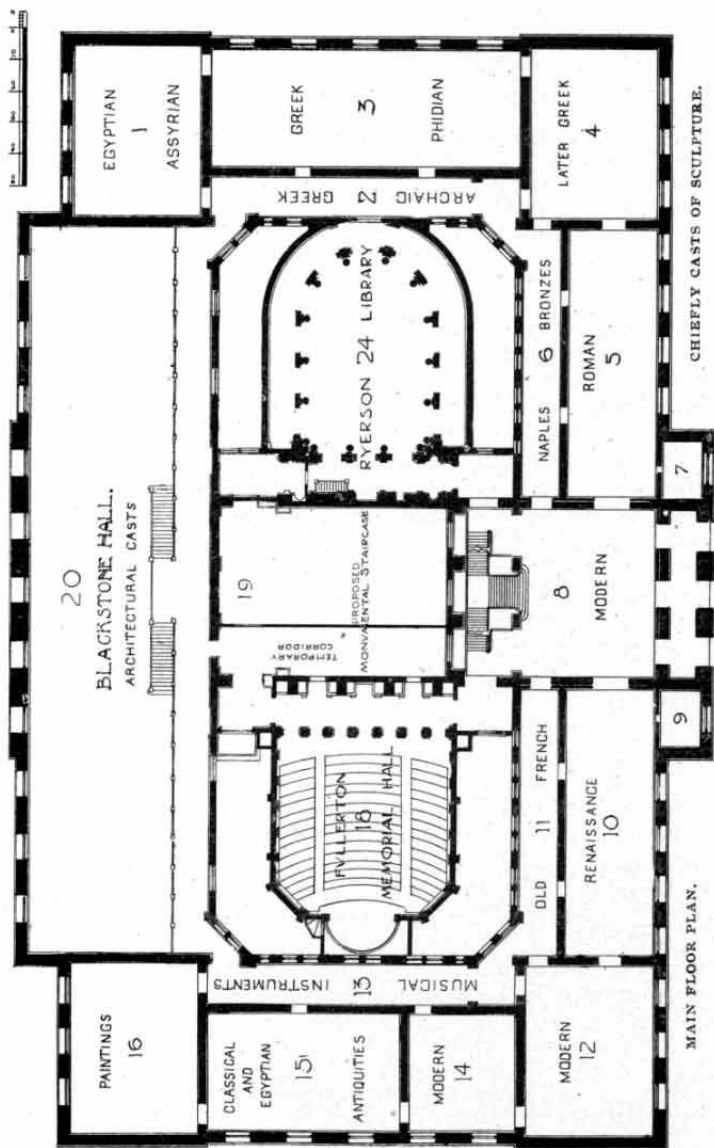 PAINTINGS
16
20
BLACKSTONE HALL.
ARCHITECTURAL CASTS
EGYPTIAN
1
ASSYRIAN
CLASSICAL
AND
EGYPTIAN
15
ANTIQUITIES
MODERN
14
MUSICAL
13
INSTRUMENTS
FVLLERTON
18
MEMORIAL HALL
TEMPORARY
CORRIDOR
19
PROPOSED
MONVMENTAL STAIRCASE
RYERSON 24 LIBRARY
ARCHAIC
2
GREEK
GREEK
3
PHIDIAN
MODERN
12
OLD 11 FRENCH
RENAISSANCE
10
9
8
MODERN
7
NAPLES 6 BRONZES
ROMAN
5
LATER GREEK
4
MAIN FLOOR PLAN.
CHIEFLY CASTS OF SCULPTURE.